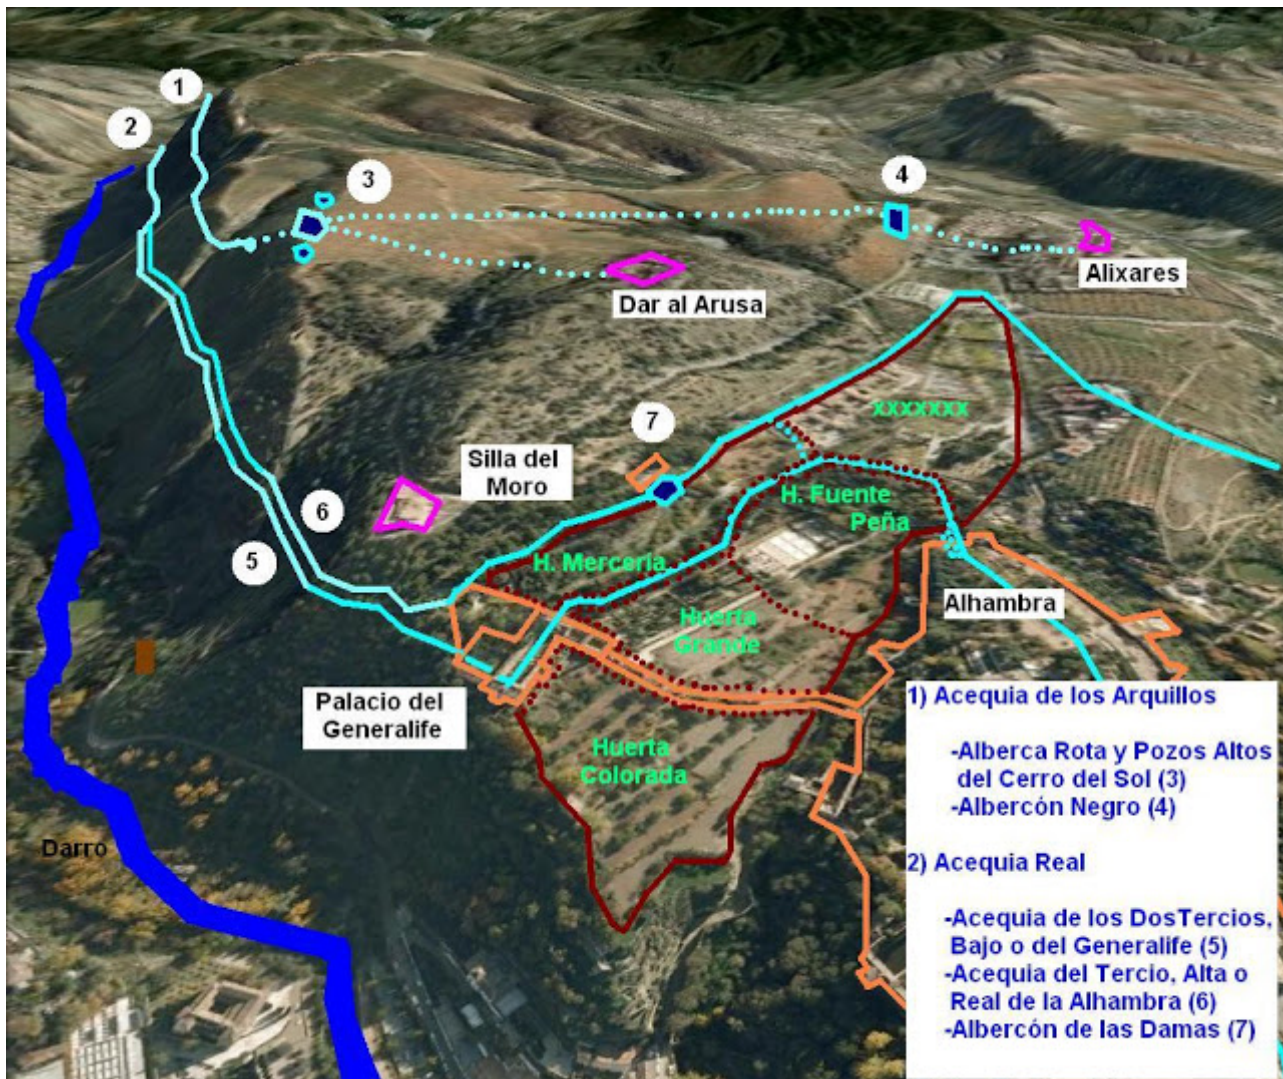 1
2
3
4
Alixares
Dar al Arusa
7
xxxxxxx
Silla del
Moro
H. Fuente
Peña
6
5
H. Mercería
Alhambra
Huerta
Grande
Palacio del
Generalife
Huerta
Colorada
Darro
1) Acequia de los Arquillos
-Alberca Rota y Pozos Altos
del Cerro del Sol (3)
-Albercón Negro (4)
2) Acequia Real
-Acequia de los DosTercios,
Bajo o del Generalife (5)
-Acequia del Tercio, Alta o
Real de la Alhambra (6)
-Albercón de las Damas (7)